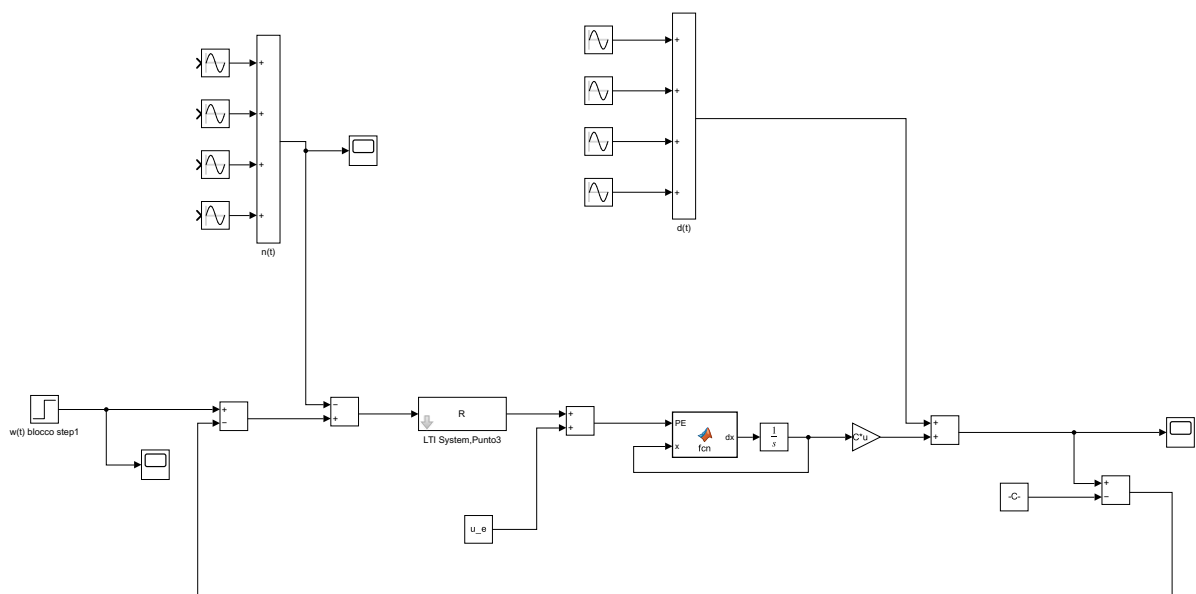 n(t)
d(t)
w(t) blocco step1
R
LTI System,Punto3
u_e
PE
x
dx
fcn
1
s
C*u
-C-
+
+
+
+
+
+
+
+
+
−
−
+
+
+
+
+
+
−